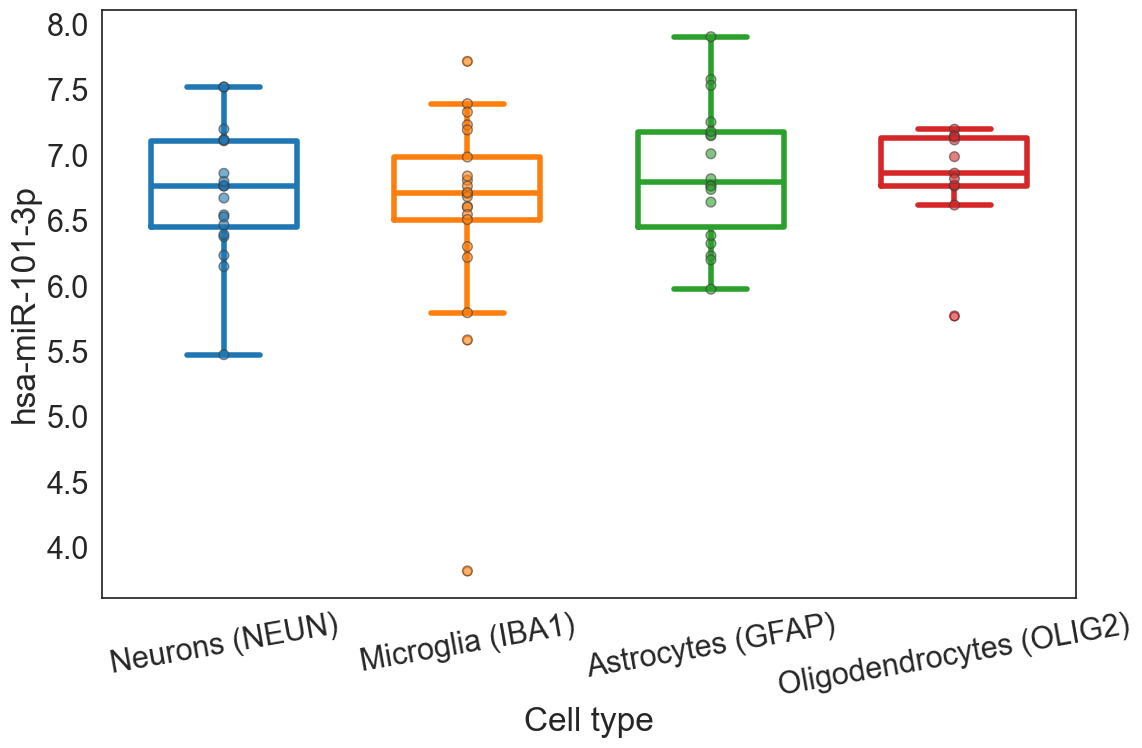 hsa-miR-101-3p
8.0
7.5
7.0
6.5
6.0
5.5
5.0
4.5
4.0
Neurons (NEUN)
Microglia (IBA1)
Astrocytes (GFAP)
Oligodendrocytes (OLIG2)
Cell type